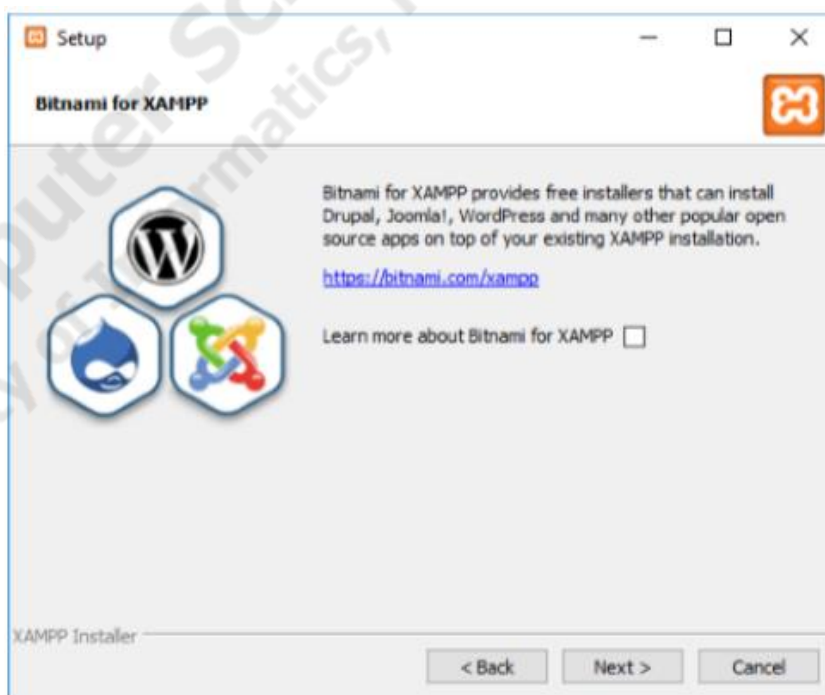 Setup
Bitnami for XAMPP
Bitnami for XAMPP provides free installers that can install
Drupal, Joomla!, WordPress and many other popular open
source apps on top of your existing XAMPP installation.
https://bitnami.com/xampp
Learn more about Bitnami for XAMPP
XAMPP Installer
< Back
Next >
Cancel